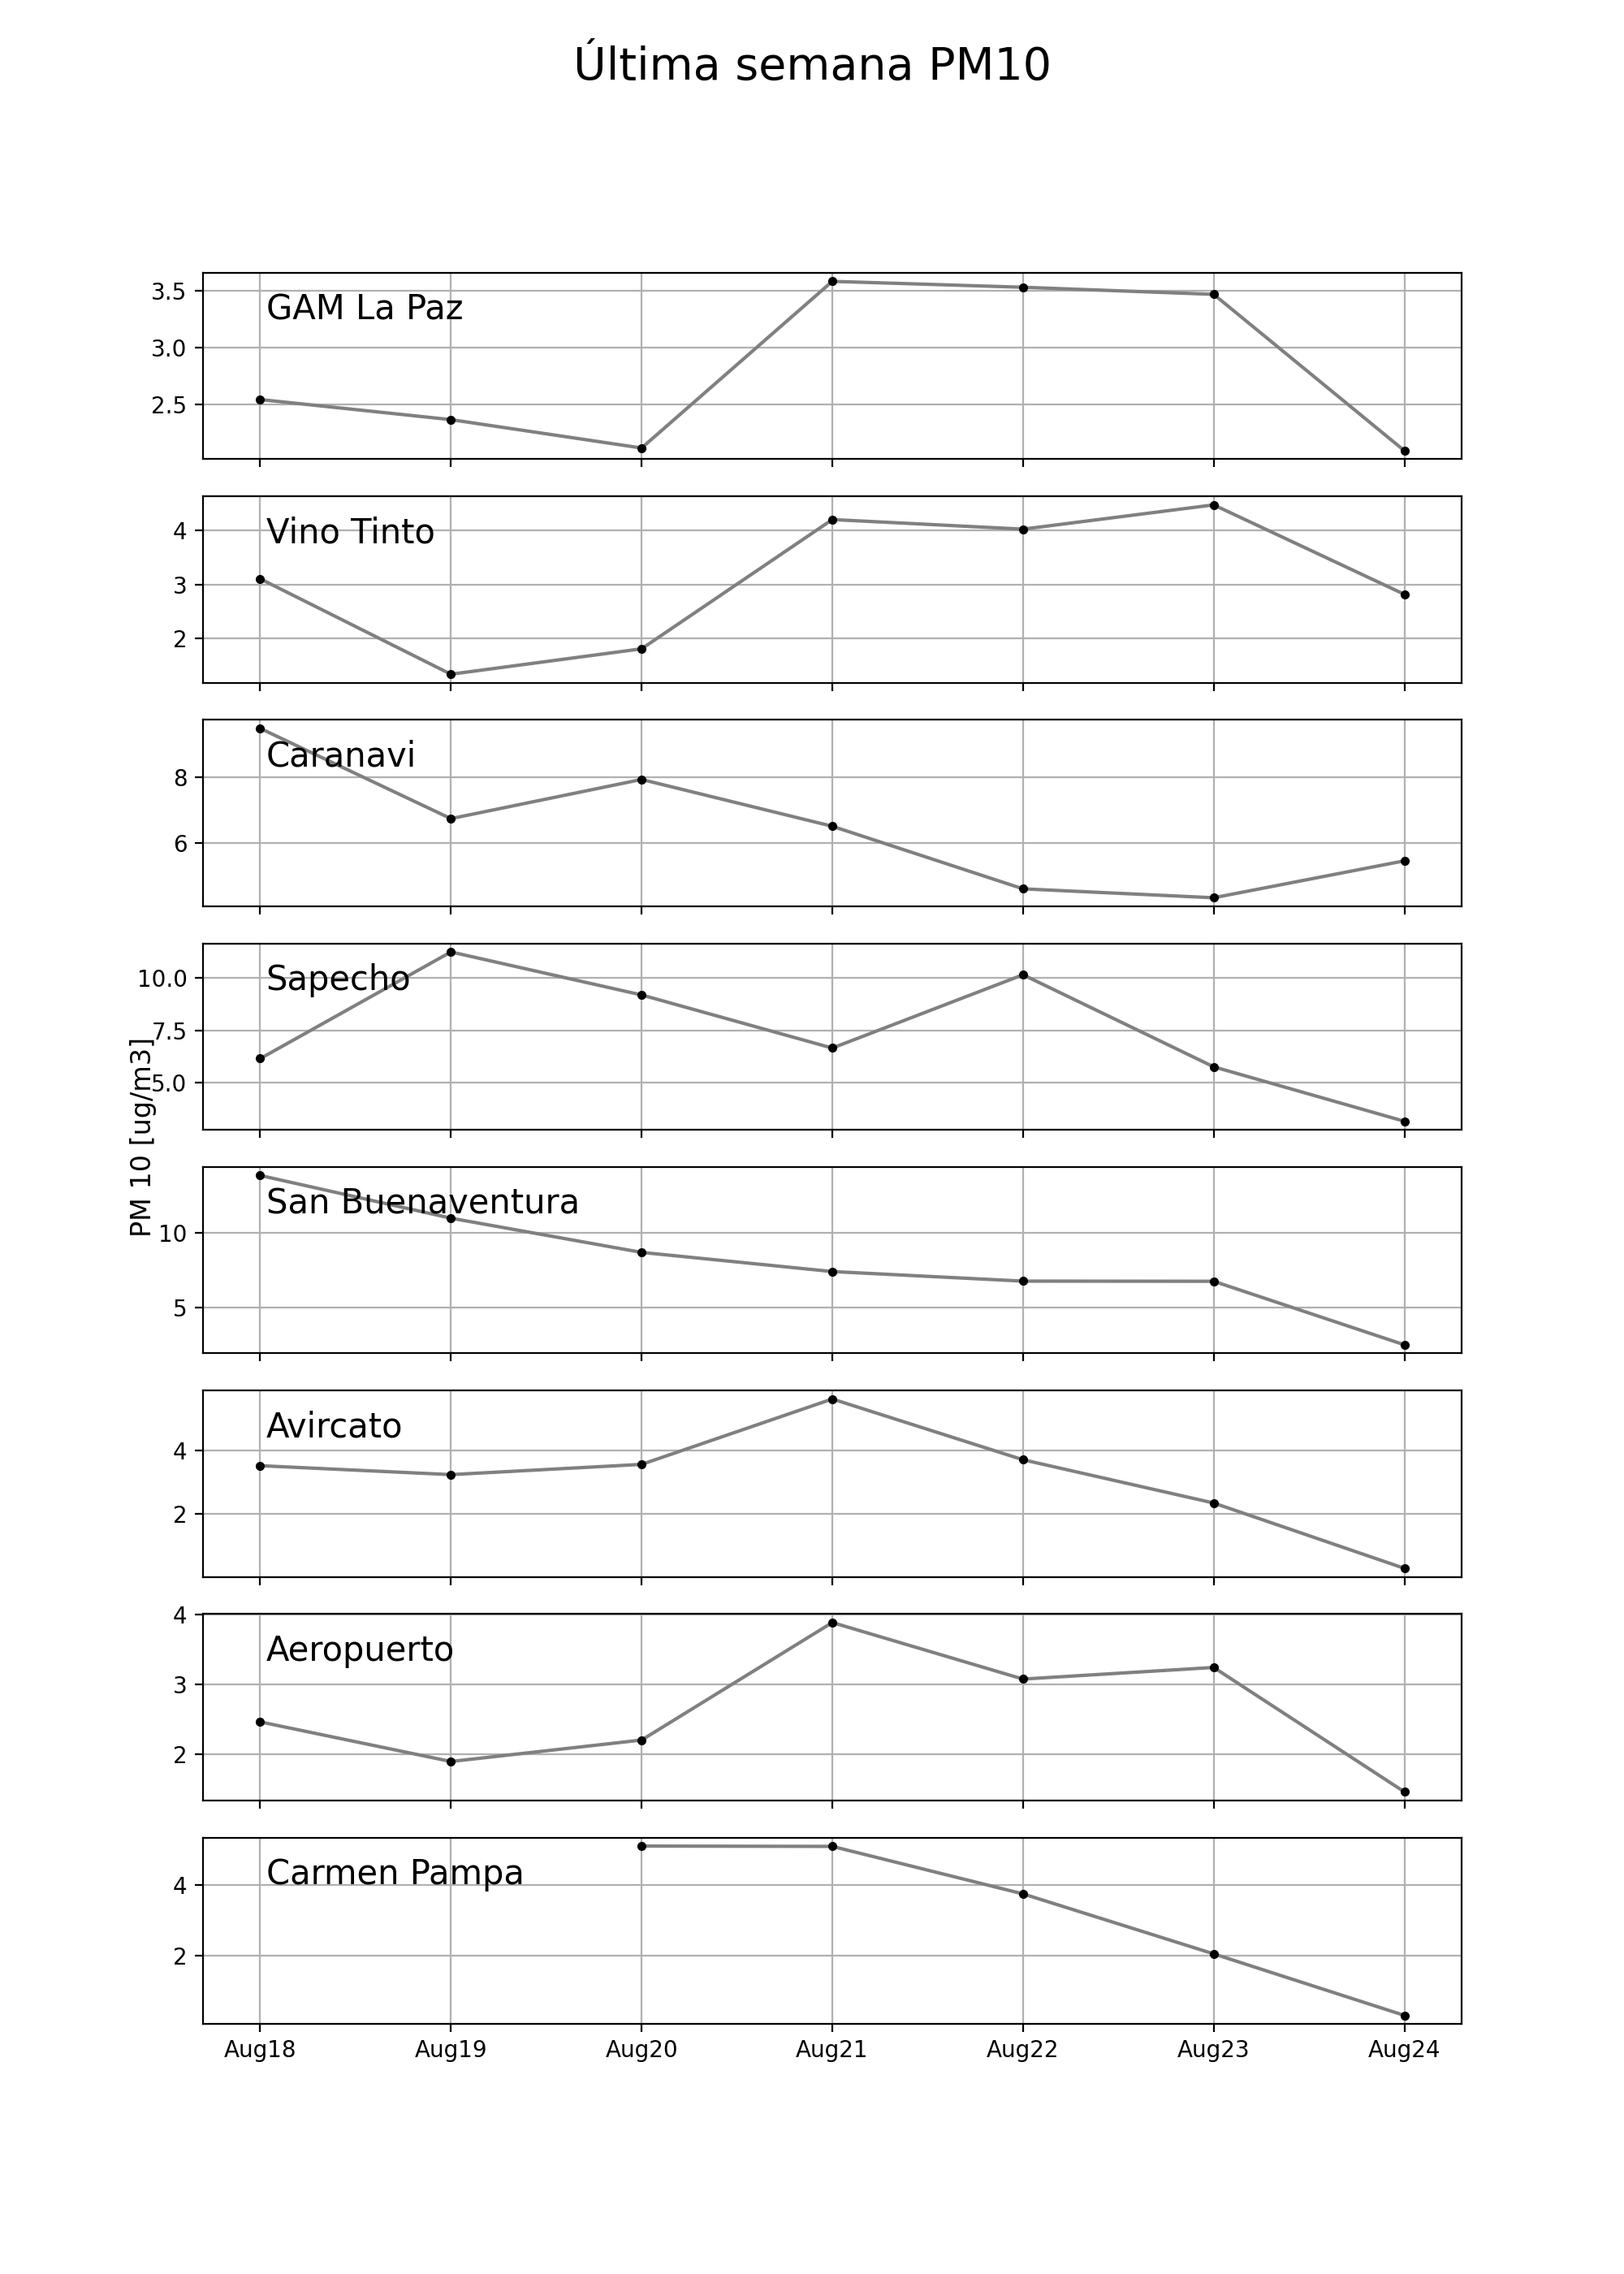 Última semana PM10
3.5
3.0
2.5
GAM La Paz
4
3
2
Vino Tinto
8
6
Caranavi
10.0
7.5
5.0
Sapecho
PM 10 [ug/m3]
10
5
San Buenaventura
4
2
Avircato
4
3
2
Aeropuerto
4
2
Carmen Pampa
Aug18 Aug19 Aug20 Aug21 Aug22 Aug23 Aug24